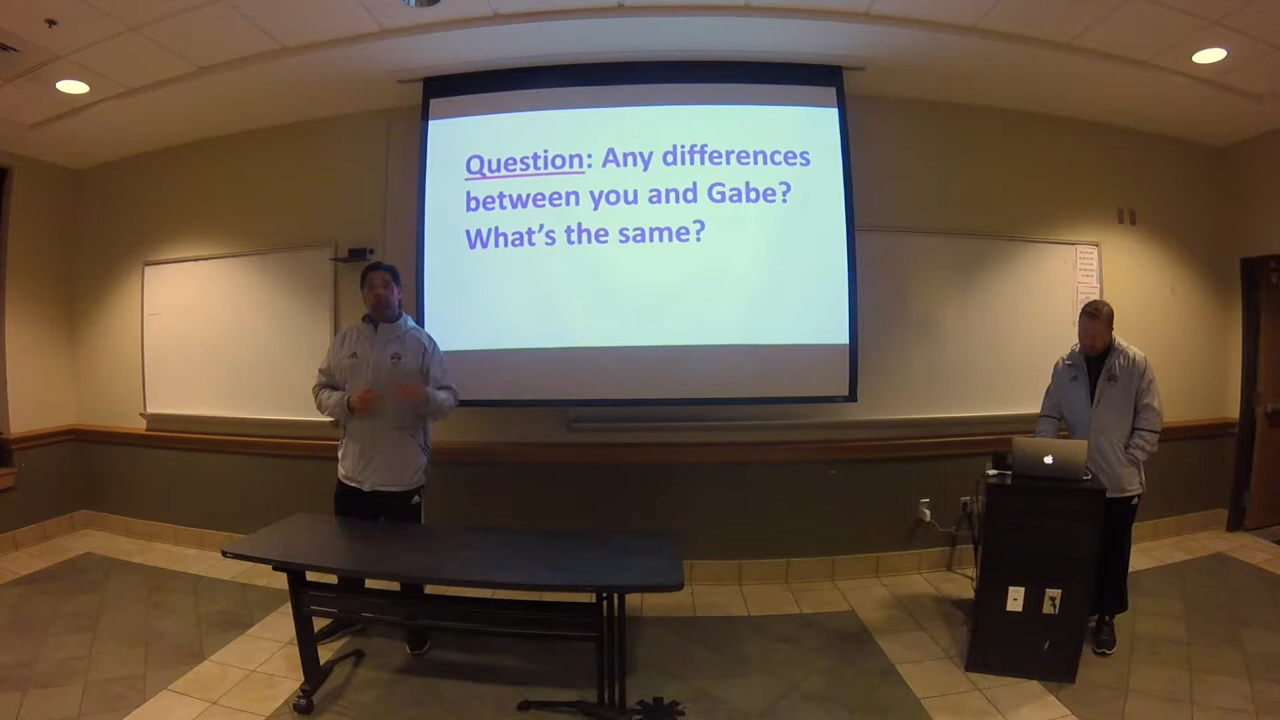 Question: Any differences
between you and Gabe?
What's the same?